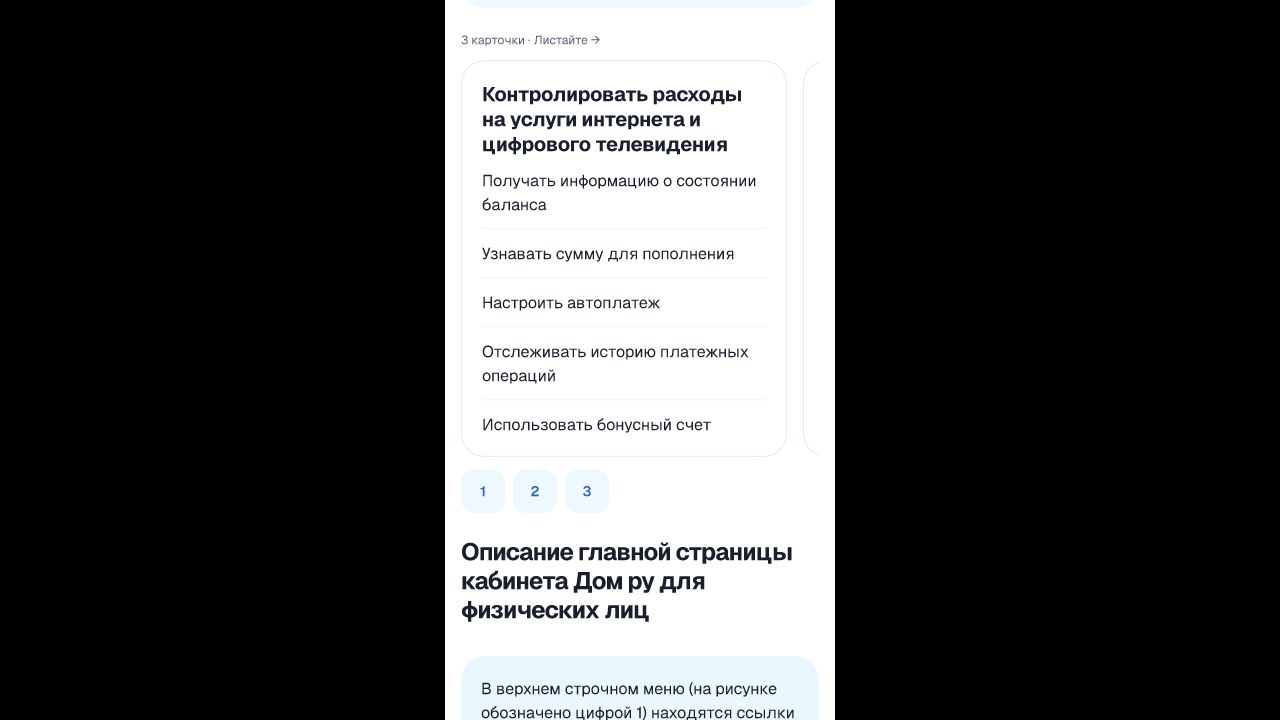 3 карточки · Листайте →
Контролировать расходы
на услуги интернета и
цифрового телевидения
Получать информацию о состоянии
баланса
Узнавать сумму для пополнения
Настроить автоплатеж
Отслеживать историю платежных
операций
Использовать бонусный счет
1 2 3
Описание главной страницы
кабинета Дом ру для
физических лиц
В верхнем строчном меню (на рисунке
обозначено цифрой 1) находятся ссылки